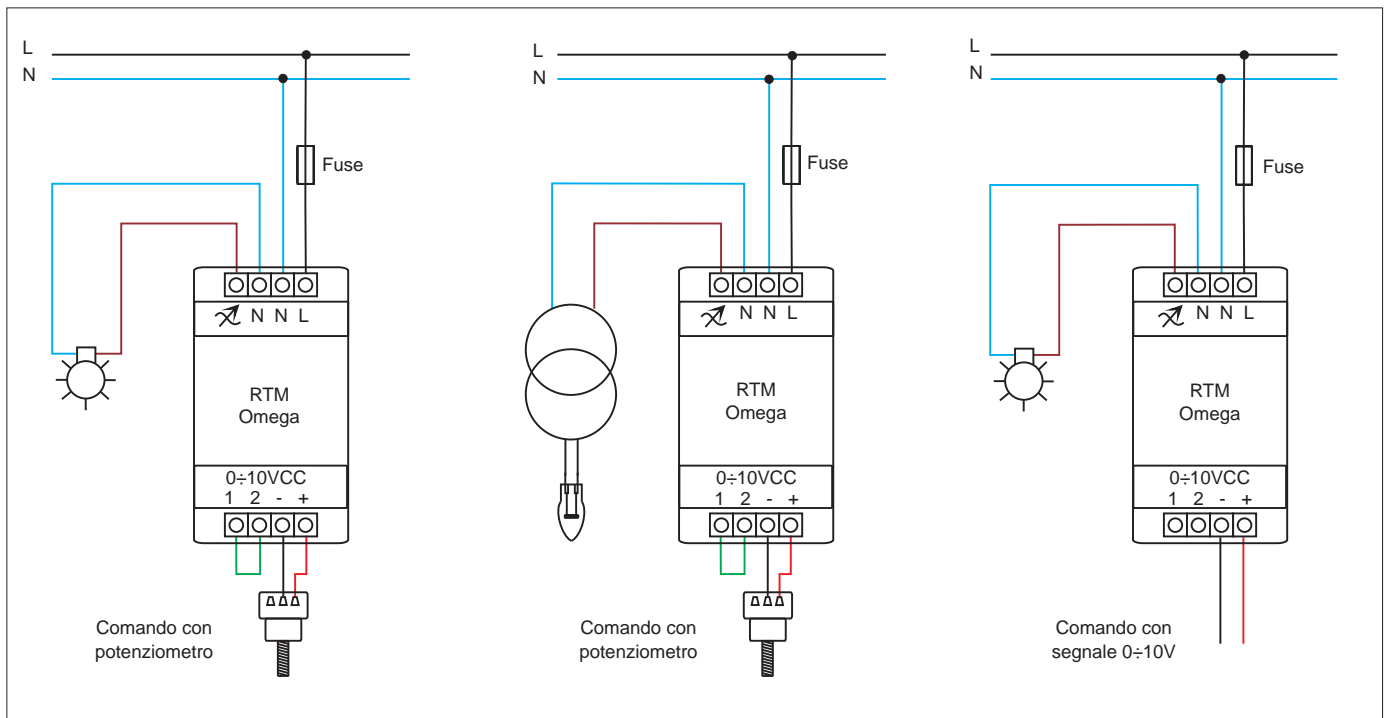 L
N
Fuse
N N L
RTM
Omega
0÷10VCC
1 2 - +
Comando con
potenziometro
L
N
Fuse
N N L
RTM
Omega
0÷10VCC
1 2 - +
Comando con
potenziometro
L
N
Fuse
N N L
RTM
Omega
0÷10VCC
1 2 - +
Comando con
segnale 0÷10V